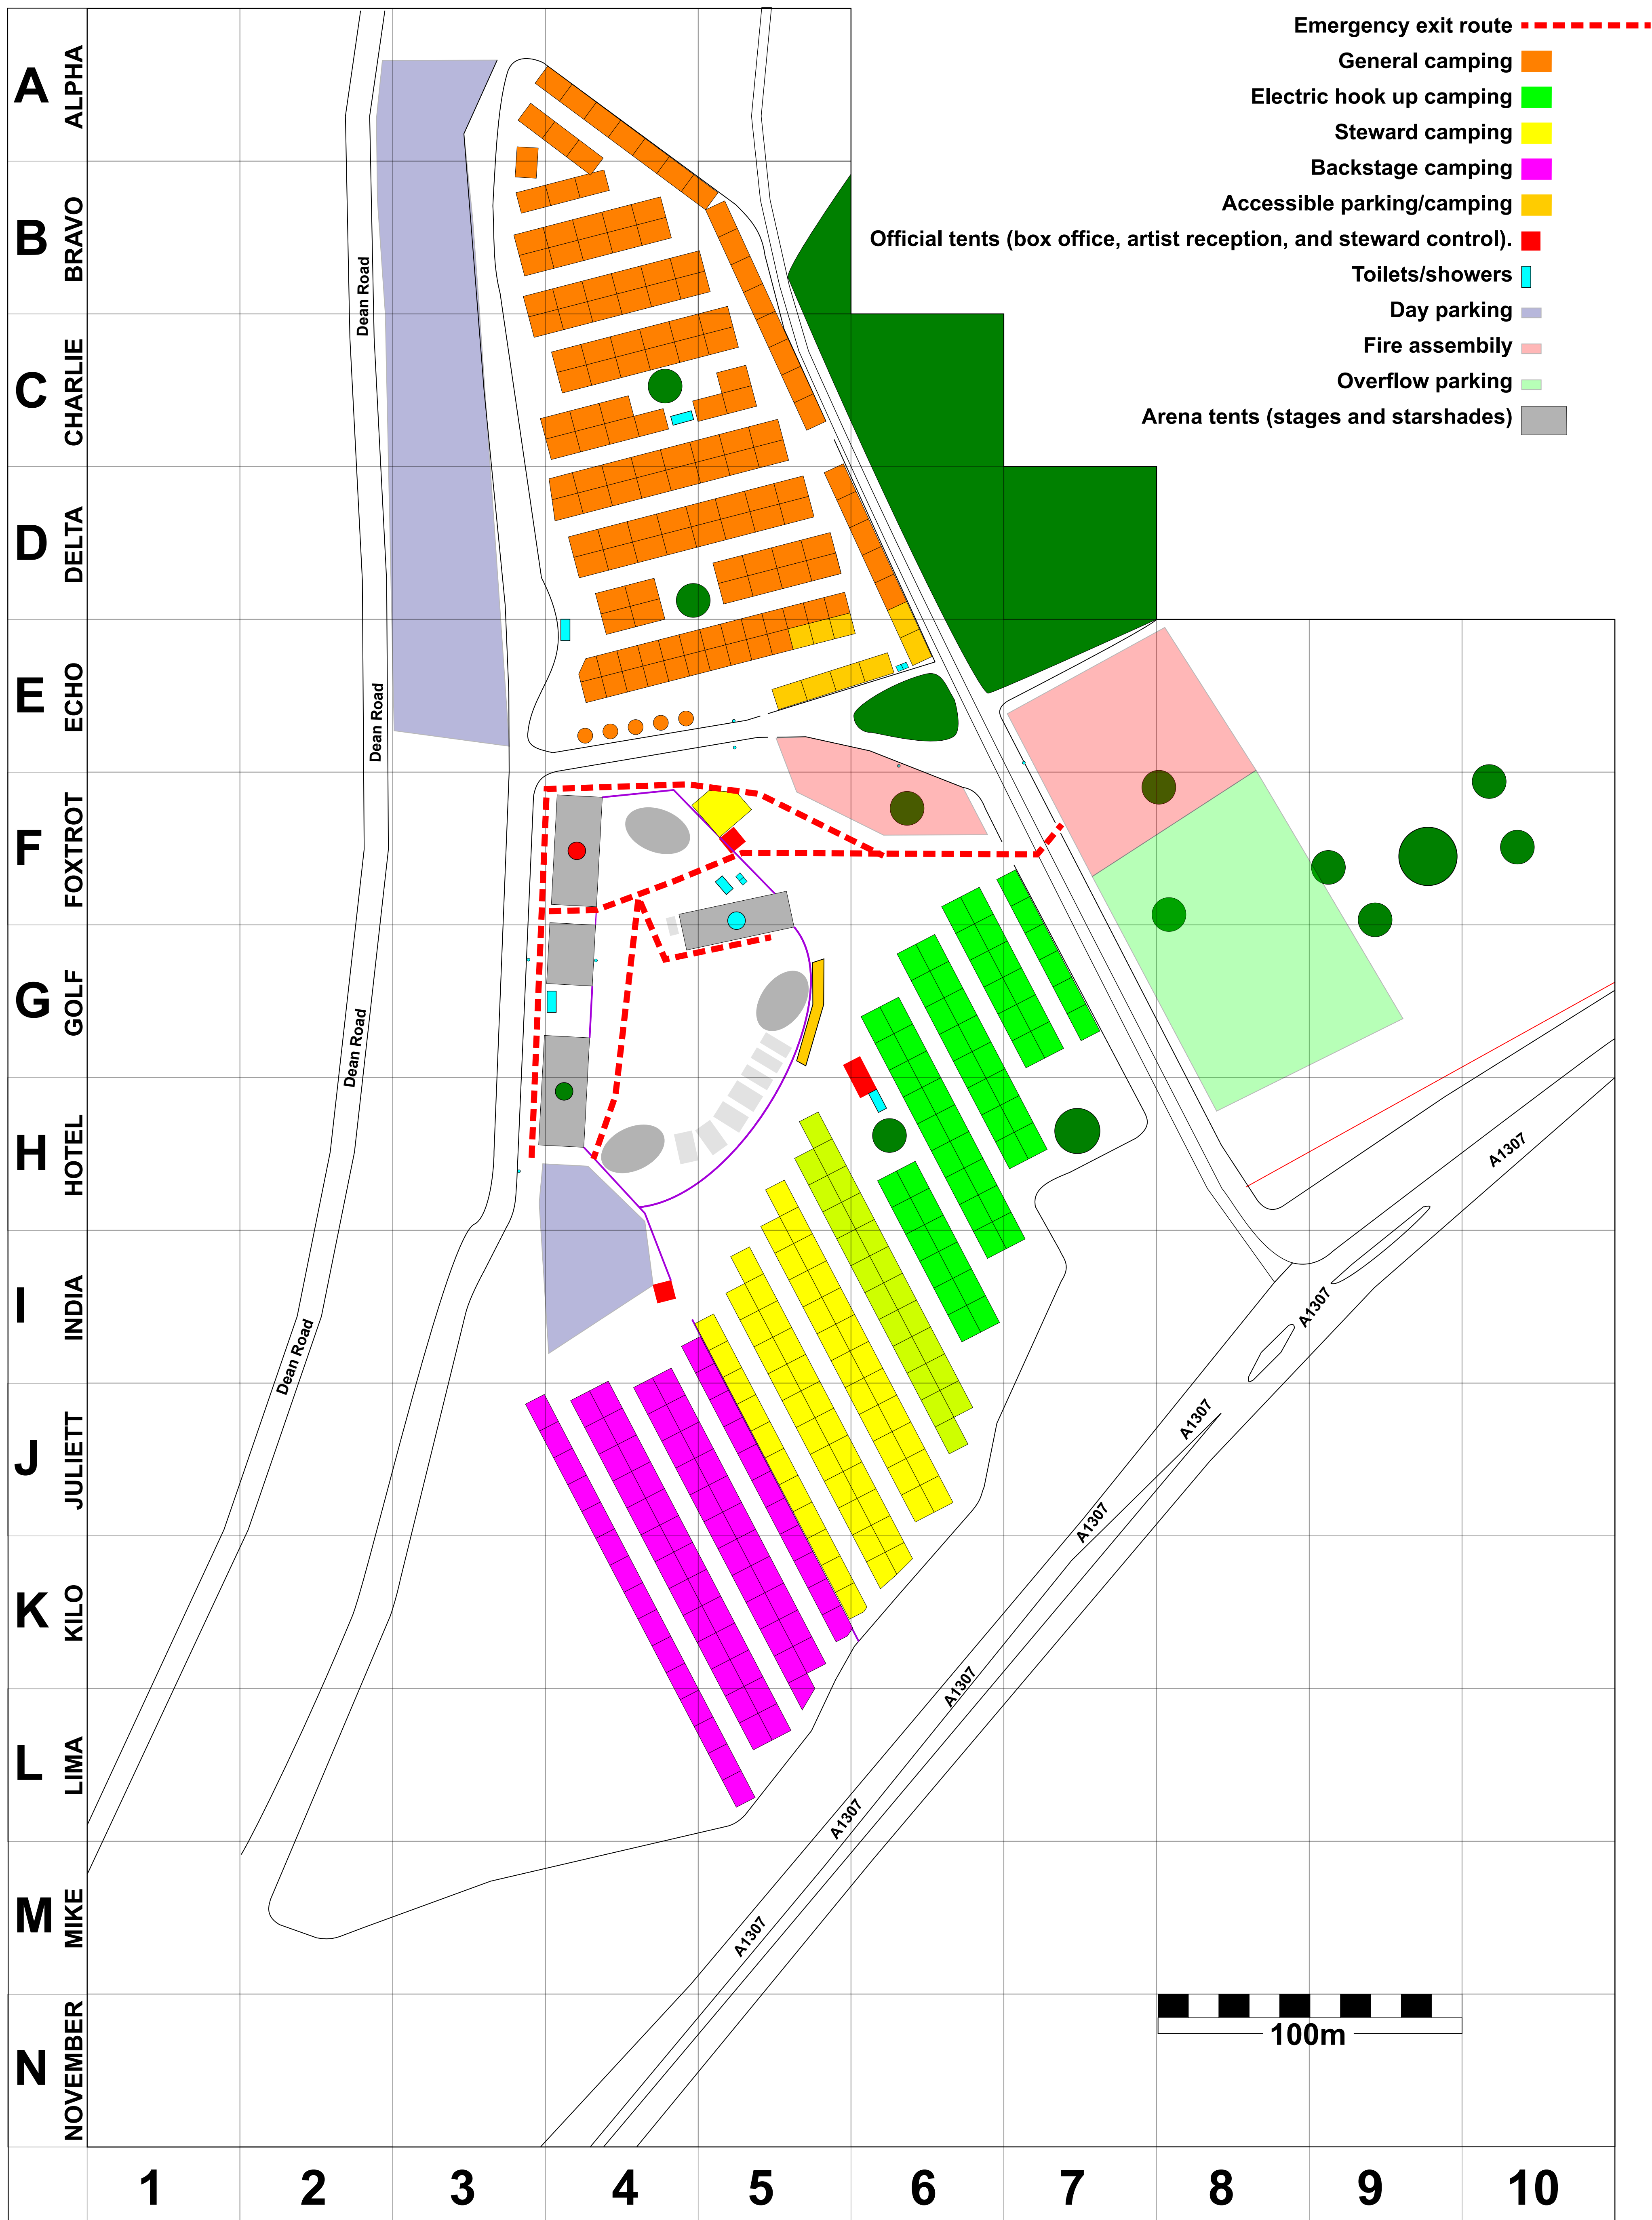 Emergency exit route
General camping
Electric hook up camping
Steward camping
Backstage camping
Accessible parking/camping
Official tents (box office, artist reception, and steward control).
Toilets/showers
Day parking
Fire assembily
Overflow parking
Arena tents (stages and starshades)
A ALPHA
B BRAVO
Dean Road
C CHARLIE
D DELTA
E ECHO
Dean Road
F FOXTROT
G GOLF
Dean Road
H HOTEL
A1307
I INDIA
A1307
Dean Road
J JULIETT
A1307
A1307
K KILO
A1307
L LIMA
A1307
M MIKE
A1307
N NOVEMBER
100m
1 2 3 4 5 6 7 8 9 10